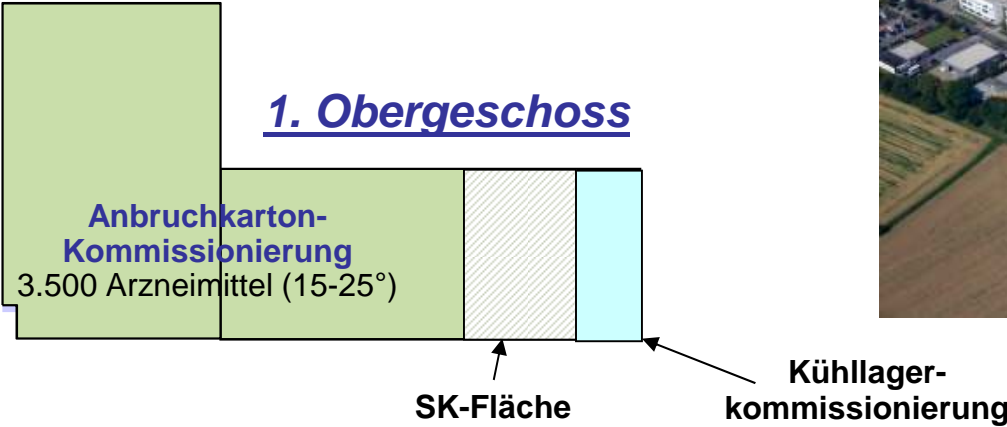 1. Obergeschoss
Anbruchkarton-
Kommissionierung
3.500 Arzneimittel (15-25°)
SK-Fläche
Kühllager-
kommissionierung